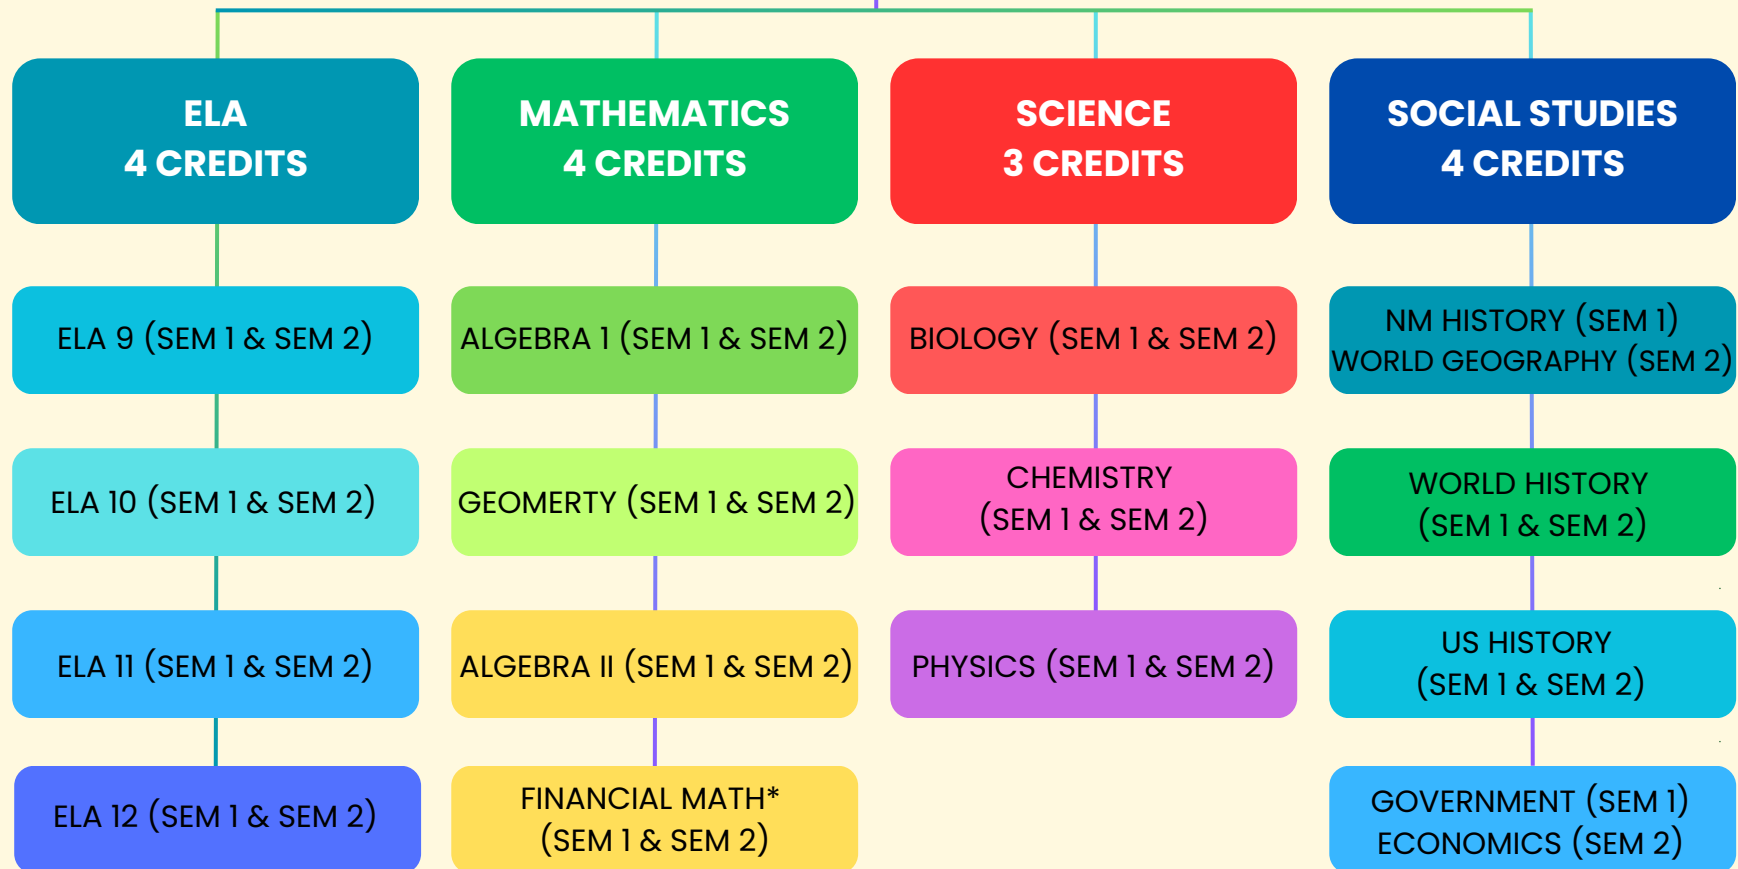 ELA
4 CREDITS
ELA 9 (SEM 1 & SEM 2)
ELA 10 (SEM 1 & SEM 2)
ELA 11 (SEM 1 & SEM 2)
ELA 12 (SEM 1 & SEM 2)
MATHEMATICS
4 CREDITS
ALGEBRA 1 (SEM 1 & SEM 2)
GEOMERTY (SEM 1 & SEM 2)
ALGEBRA II (SEM 1 & SEM 2)
FINANCIAL MATH*
(SEM 1 & SEM 2)
SCIENCE
3 CREDITS
BIOLOGY (SEM 1 & SEM 2)
CHEMISTRY
(SEM 1 & SEM 2)
PHYSICS (SEM 1 & SEM 2)
SOCIAL STUDIES
4 CREDITS
NM HISTORY (SEM 1)
WORLD GEOGRAPHY (SEM 2)
WORLD HISTORY
(SEM 1 & SEM 2)
US HISTORY
(SEM 1 & SEM 2)
GOVERNMENT (SEM 1)
ECONOMICS (SEM 2)